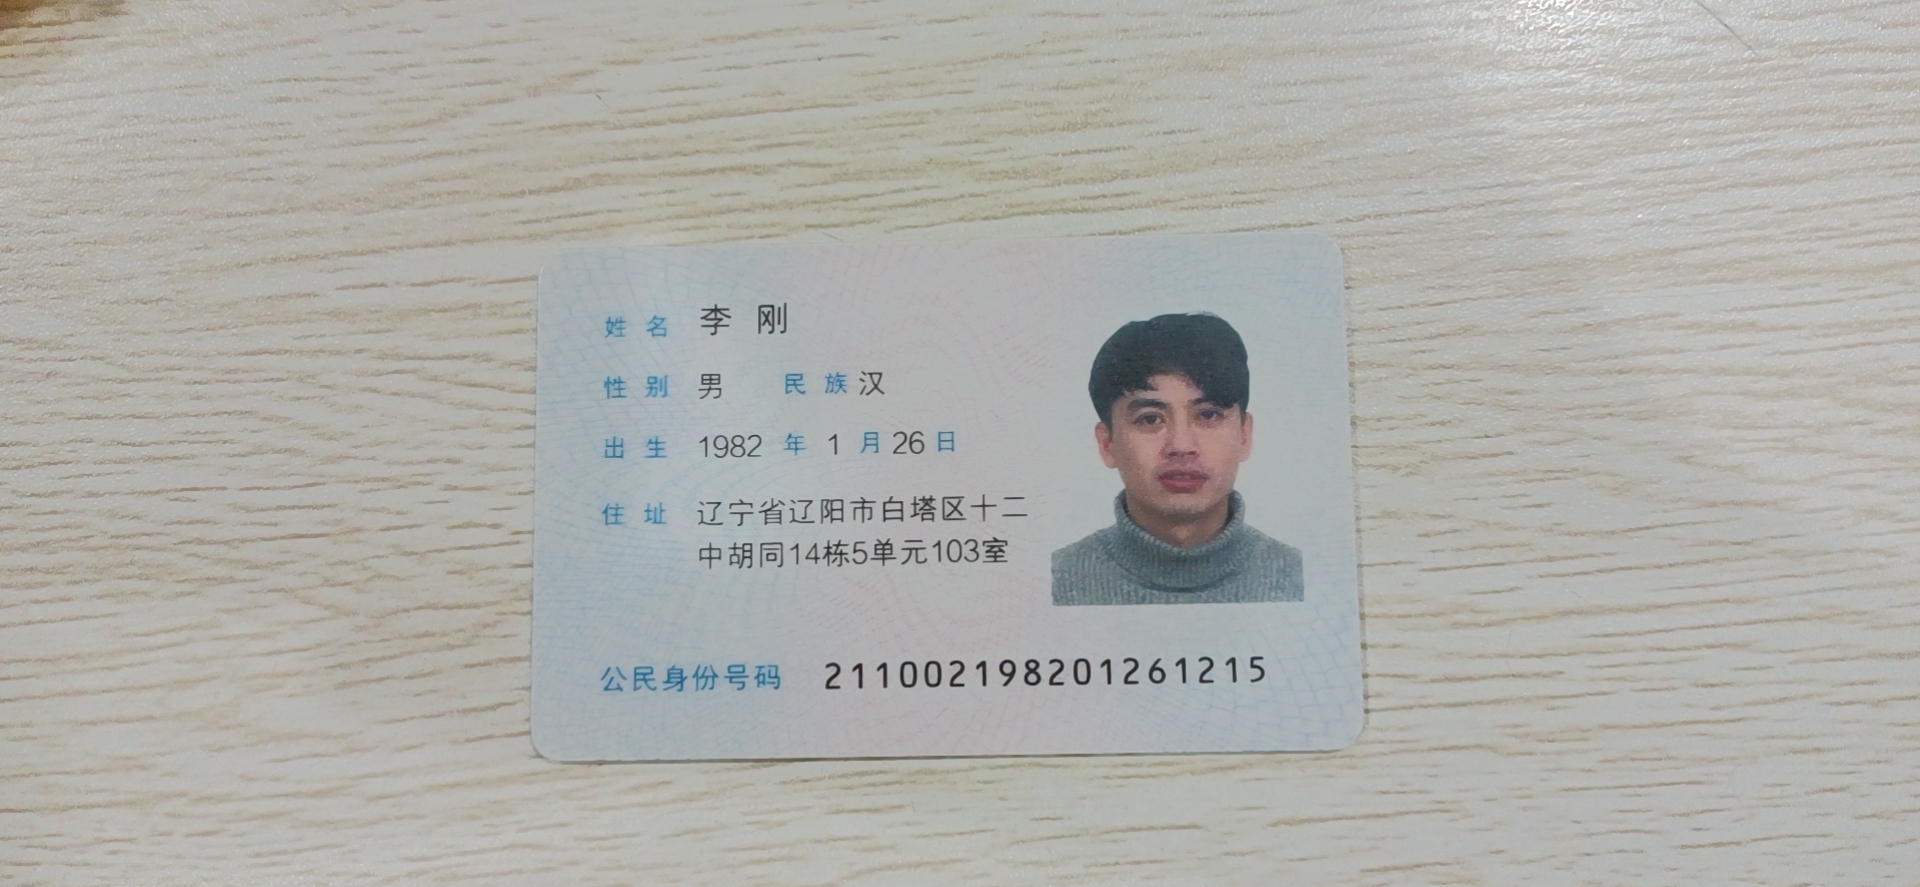 姓名 李刚
性别 男 民族 汉
出生 1982 年 1 月 26 日
住址 辽宁省辽阳市白塔区十二
中胡同14栋5单元103室
公民身份号码 211002198201261215